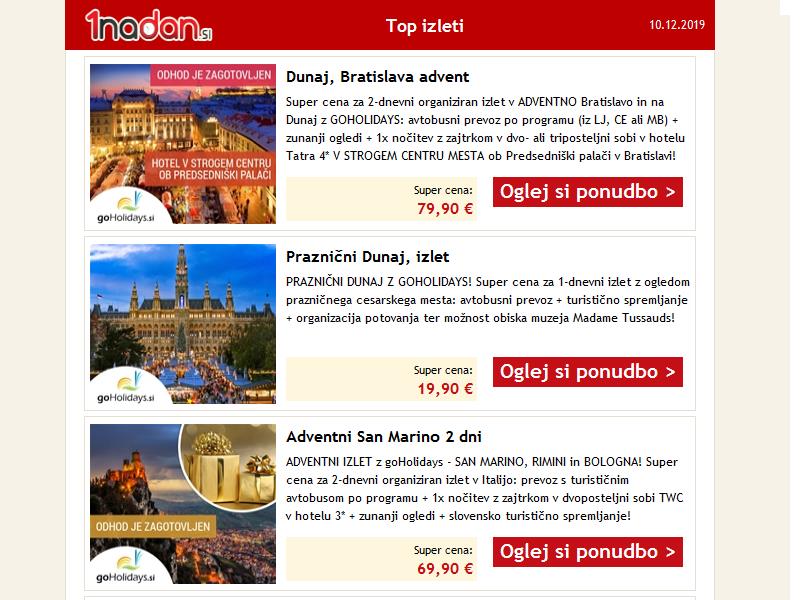 1nadan.si
Top izleti
10.12.2019
ODHOD JE ZAGOTOVLJEN
HOTEL V STROGEM CENTRU
OB PREDSEDNIŠKI PALAČI
goHolidays.si
Dunaj, Bratislava advent
Super cena za 2-dnevni organiziran izlet v ADVENTNO Bratislavo in na
Dunaj z GOHOLIDAYS: avtobusni prevoz po programu (iz LJ, CE ali MB) +
zunanji ogledi + 1x nočitev z zajtrkom v dvo- ali triposteljni sobi v hotelu
Tatra 4* V STROGEM CENTRU MESTA ob Predsedniški palači v Bratislavi!
Super cena:
79,90 €
Oglej si ponudbo >
goHolidays.si
Praznični Dunaj, izlet
PRAZNIČNI DUNAJ Z GOHOLIDAYS! Super cena za 1-dnevni izlet z ogledom
prazničnega cesarskega mesta: avtobusni prevoz + turistično spremljanje
+ organizacija potovanja ter možnost obiska muzeja Madame Tussauds!
Super cena:
19,90 €
Oglej si ponudbo >
ODHOD JE ZAGOTOVLJEN
goHolidays.si
Adventni San Marino 2 dni
ADVENTNI IZLET z goHolidays - SAN MARINO, RIMINI in BOLOGNA! Super
cena za 2-dnevni organiziran izlet v Italijo: prevoz s turističnim
avtobusom po programu + 1x nočitev z zajtrkom v dvoposteljni sobi TWC
v hotelu 3* + zunanji ogledi + slovensko turistično spremljanje!
Super cena:
69,90 €
Oglej si ponudbo >